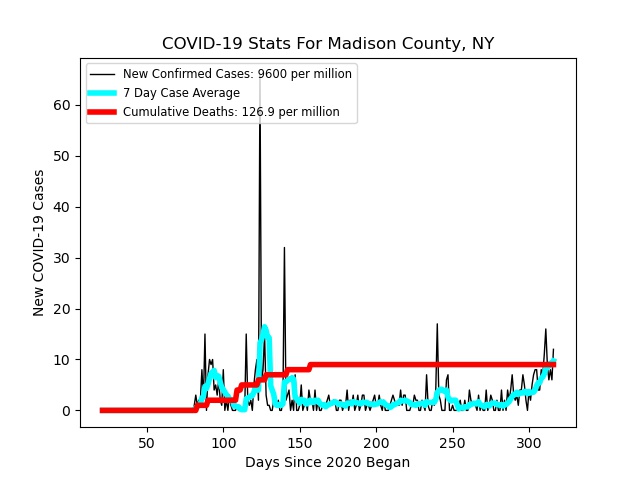 COVID-19 Stats For Madison County, NY
New Confirmed Cases: 9600 per million
7 Day Case Average
Cumulative Deaths: 126.9 per million
New COVID-19 Cases
60
50
40
30
20
10
0
50 100 150 200 250 300
Days Since 2020 Began